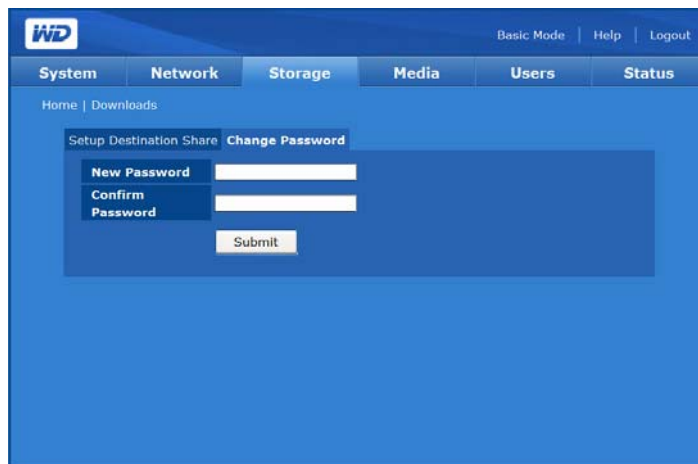 WD
Basic Mode | Help | Logout
System Network Storage Media Users Status
Home | Downloads
Setup Destination Share Change Password
New Password
Confirm
Password
Submit